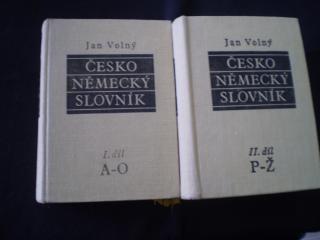 Jan Volný
ČESKO
NĚMECKÝ
SLOVNÍK
I. díl
A-O
Jan Volný
ČESKO
NĚMECKÝ
SLOVNÍK
II. díl
P-Ž